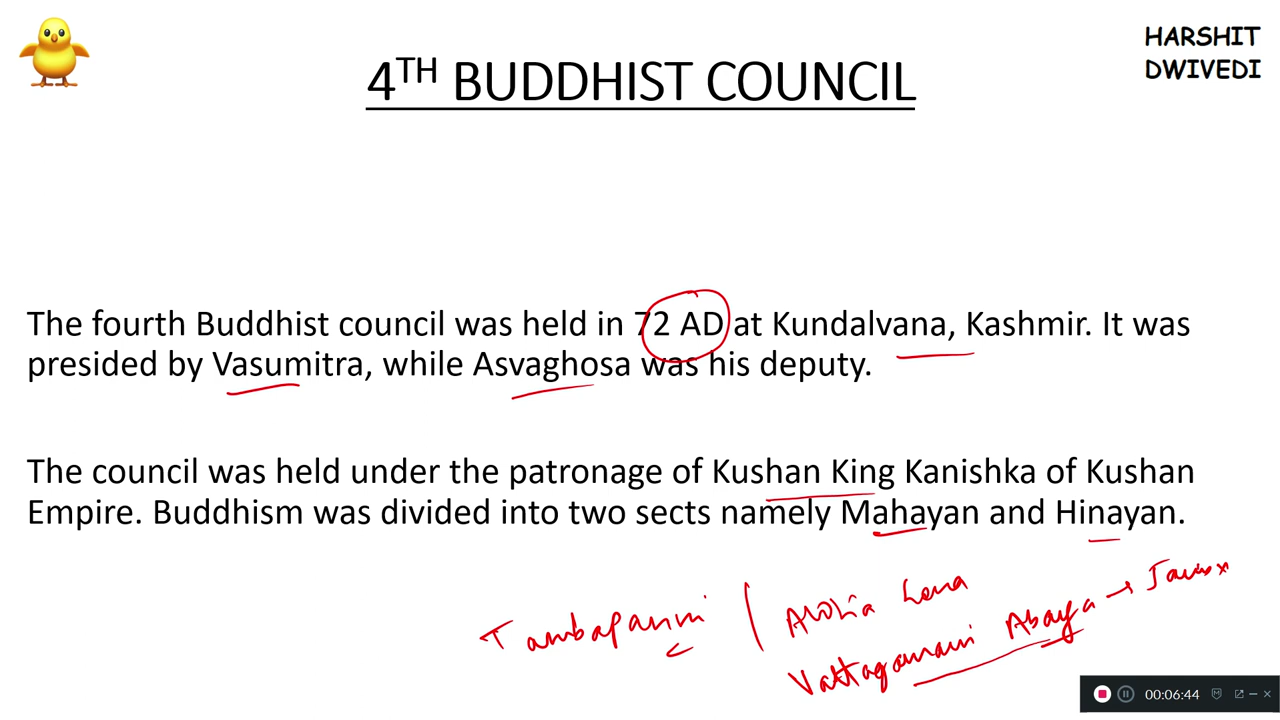 HARSHIT
DWIVEDI
4TH BUDDHIST COUNCIL
The fourth Buddhist council was held in 72 AD at Kundalvana, Kashmir. It was
presided by Vasumitra, while Asvaghosa was his deputy.
The council was held under the patronage of Kushan King Kanishka of Kushan
Empire. Buddhism was divided into two sects namely Mahayan and Hinayan.
Tambapanni
Lena
Vattagamani Abaya →
00:06:44